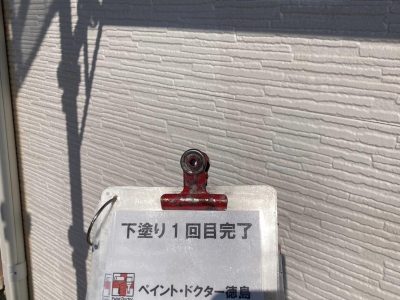 下塗り１回目完了
ペイント・ドクター徳島